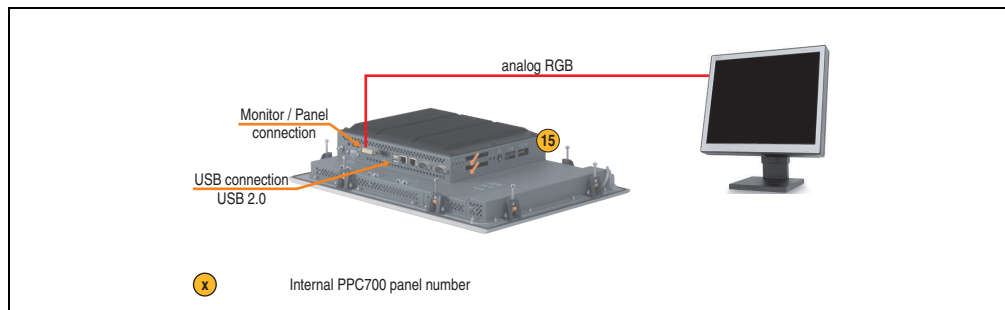 analog RGB
Monitor / Panel
connection
15
USB connection
USB 2.0
x
Internal PPC700 panel number